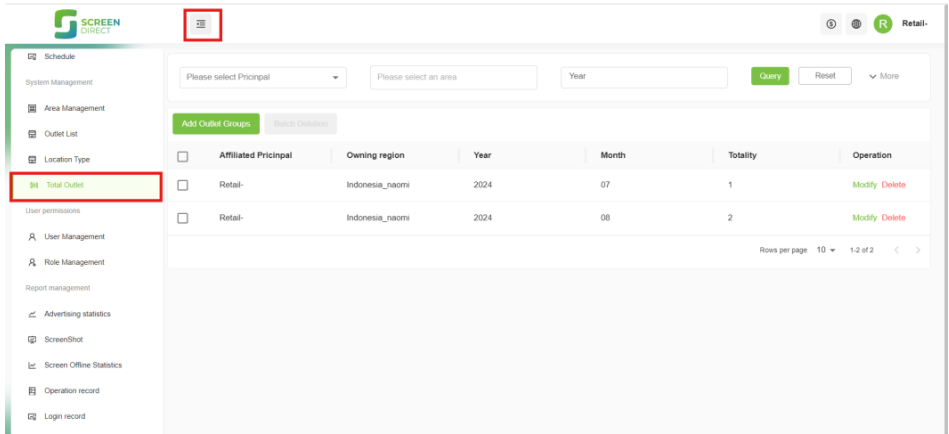 SCREEN
DIRECT
R Retail-
Schedule
System Management
Area Management
Outlet List
Location Type
Total Outlet
User permissions
User Management
Role Management
Report management
Advertising statistics
ScreenShot
Screen Offline Statistics
Operation record
Login record
Please select Pricinpal Please select an area Year Query Reset More
Add Outlet Groups Batch Deletion
Affiliated Pricinpal Owning region Year Month Totality Operation
Retail- Indonesia_naomi 2024 07 1 Modify Delete
Retail- Indonesia_naomi 2024 08 2 Modify Delete
Rows per page 10 1-2 of 2